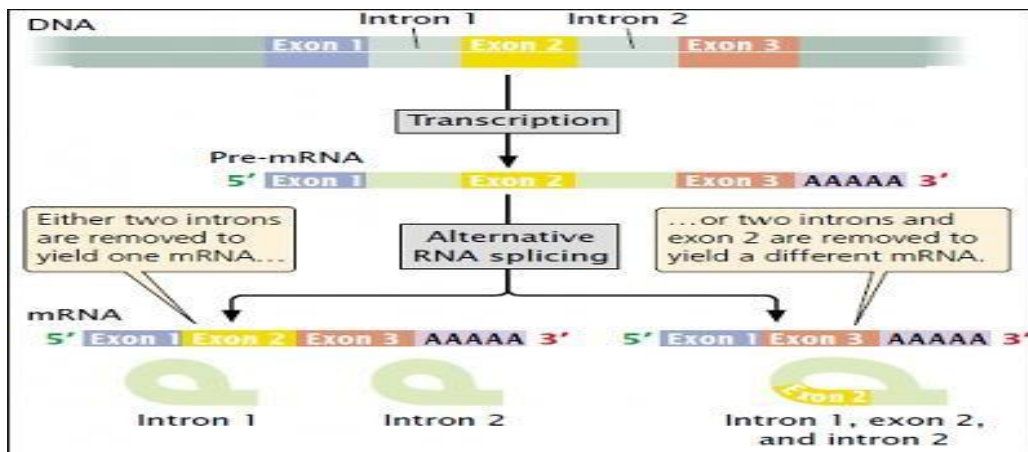 DNA
Intron 1
Intron 2
Exon 1
Exon 2
Exon 3
Transcription
Pre-mRNA
5′ Exon 1 Exon 2 Exon 3 AAAAA 3′
Either two introns
are removed to
yield one mRNA...
Alternative
RNA splicing
...or two introns and
exon 2 are removed to
yield a different mRNA.
mRNA
5′ Exon 1 Exon 2 Exon 3 AAAAA 3′
5′ Exon 1 Exon 3 AAAAA 3′
Intron 1
Intron 2
Exon 2
Intron 1, exon 2,
and intron 2